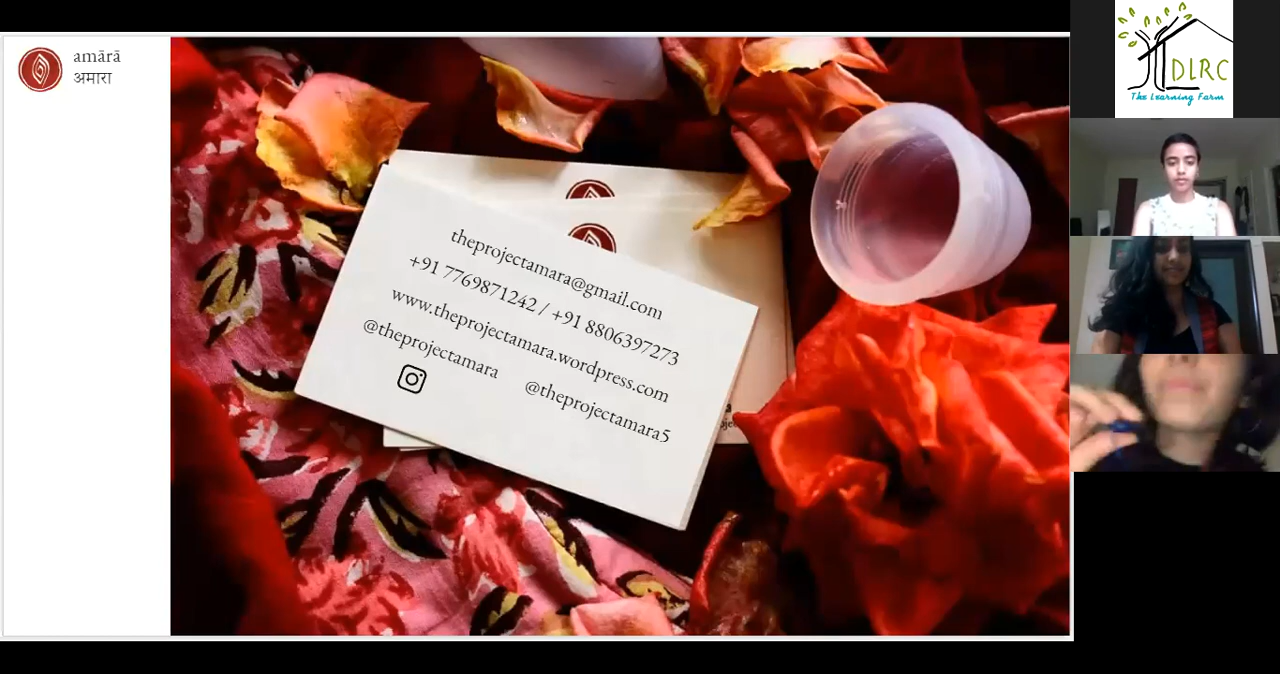 amārā
अमारा
theprojectamara@gmail.com
+91 7769871242 / +91 8806397273
www.theprojectamara.wordpress.com
@theprojectamara
@theprojectamara5
DLRC
The Learning Farm